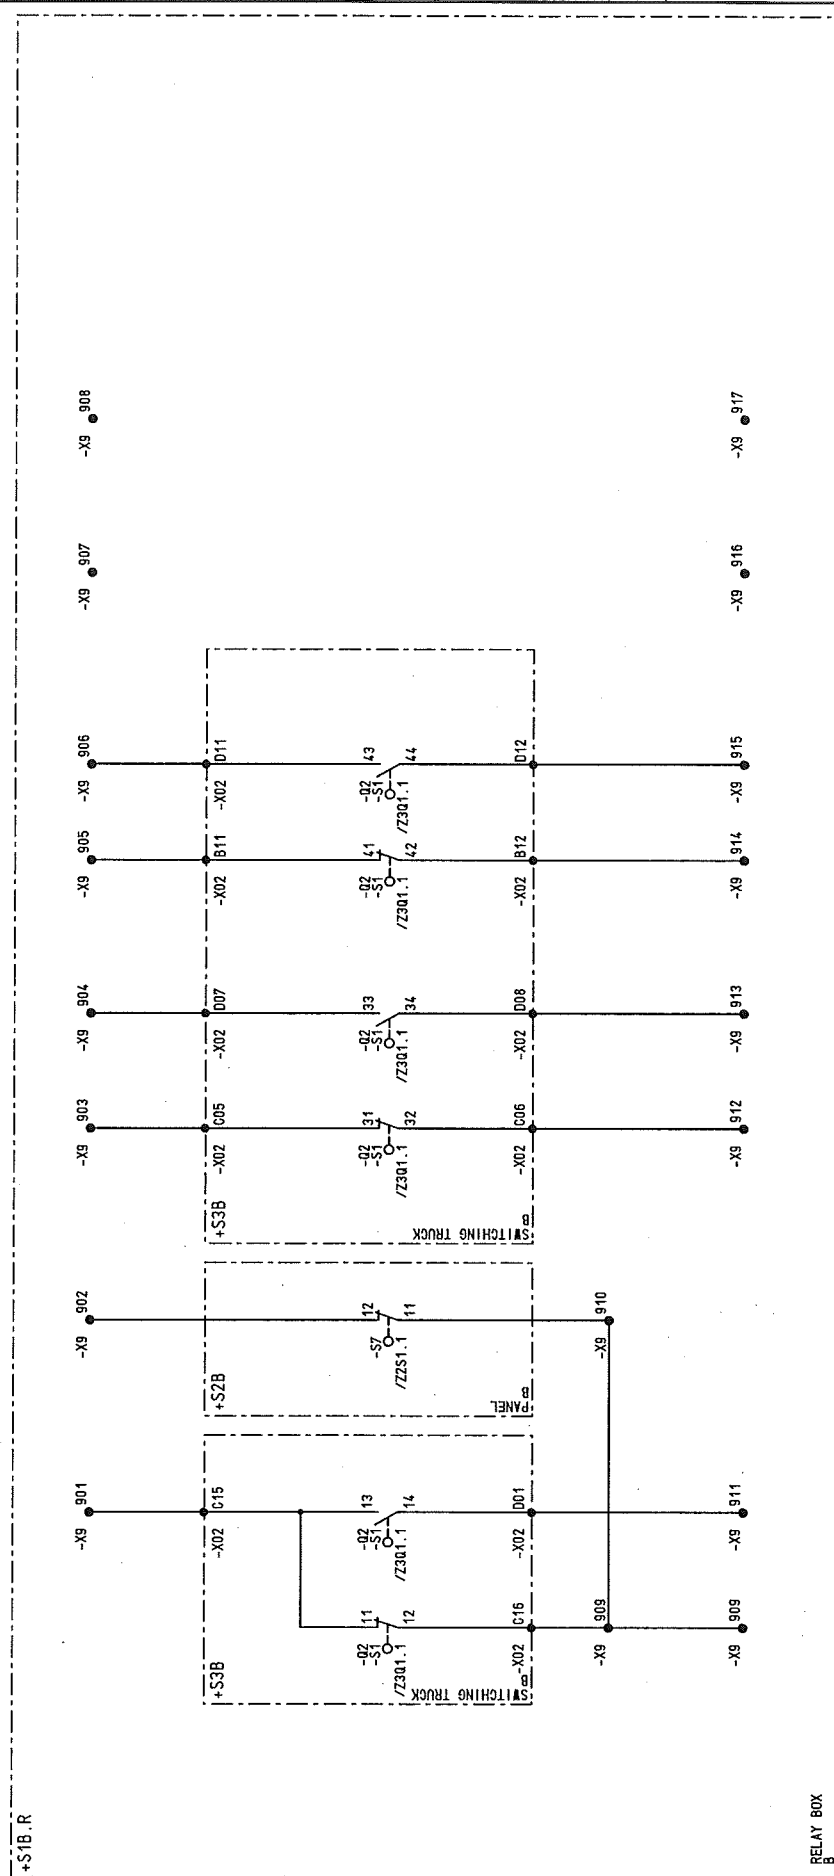 +S1B.R
-X9 901
-X9 902
-X9 903
-X9 904
-X9 905
-X9 906
-X9 907
-X9 908
+S3B
-X02 C15
+S2B
+S3B
-X02 C05
-X02 D07
-X02 B11
-X02 D11
-Q2
-S1
/Z3Q1.1
11
12
-Q2
-S1
/Z3Q1.1
13
14
-S7
/Z2S1.1
12
11
-Q2
-S1
/Z3Q1.1
31
32
-Q2
-S1
/Z3Q1.1
33
34
-Q2
-S1
/Z3Q1.1
41
42
-Q2
-S1
/Z3Q1.1
43
44
SWITCHING TRUCK
B
-X02 C16
-X02 D01
PANEL
B
SWITCHING TRUCK
B
-X02 C06
-X02 D08
-X02 B12
-X02 D12
-X9 909
-X9 910
-X9 909
-X9 911
-X9 912
-X9 913
-X9 914
-X9 915
-X9 916
-X9 917
RELAY BOX
B